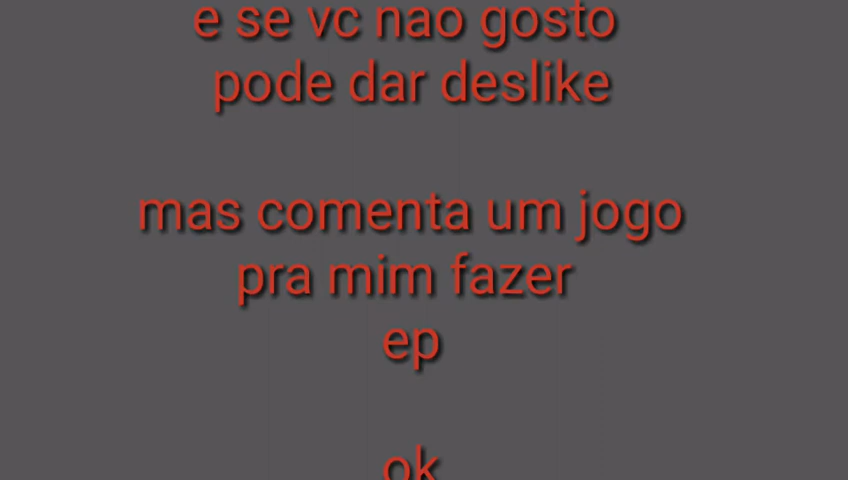 e se vc nao gosto
pode dar deslike
mas comenta um jogo
pra mim fazer
ep
ok